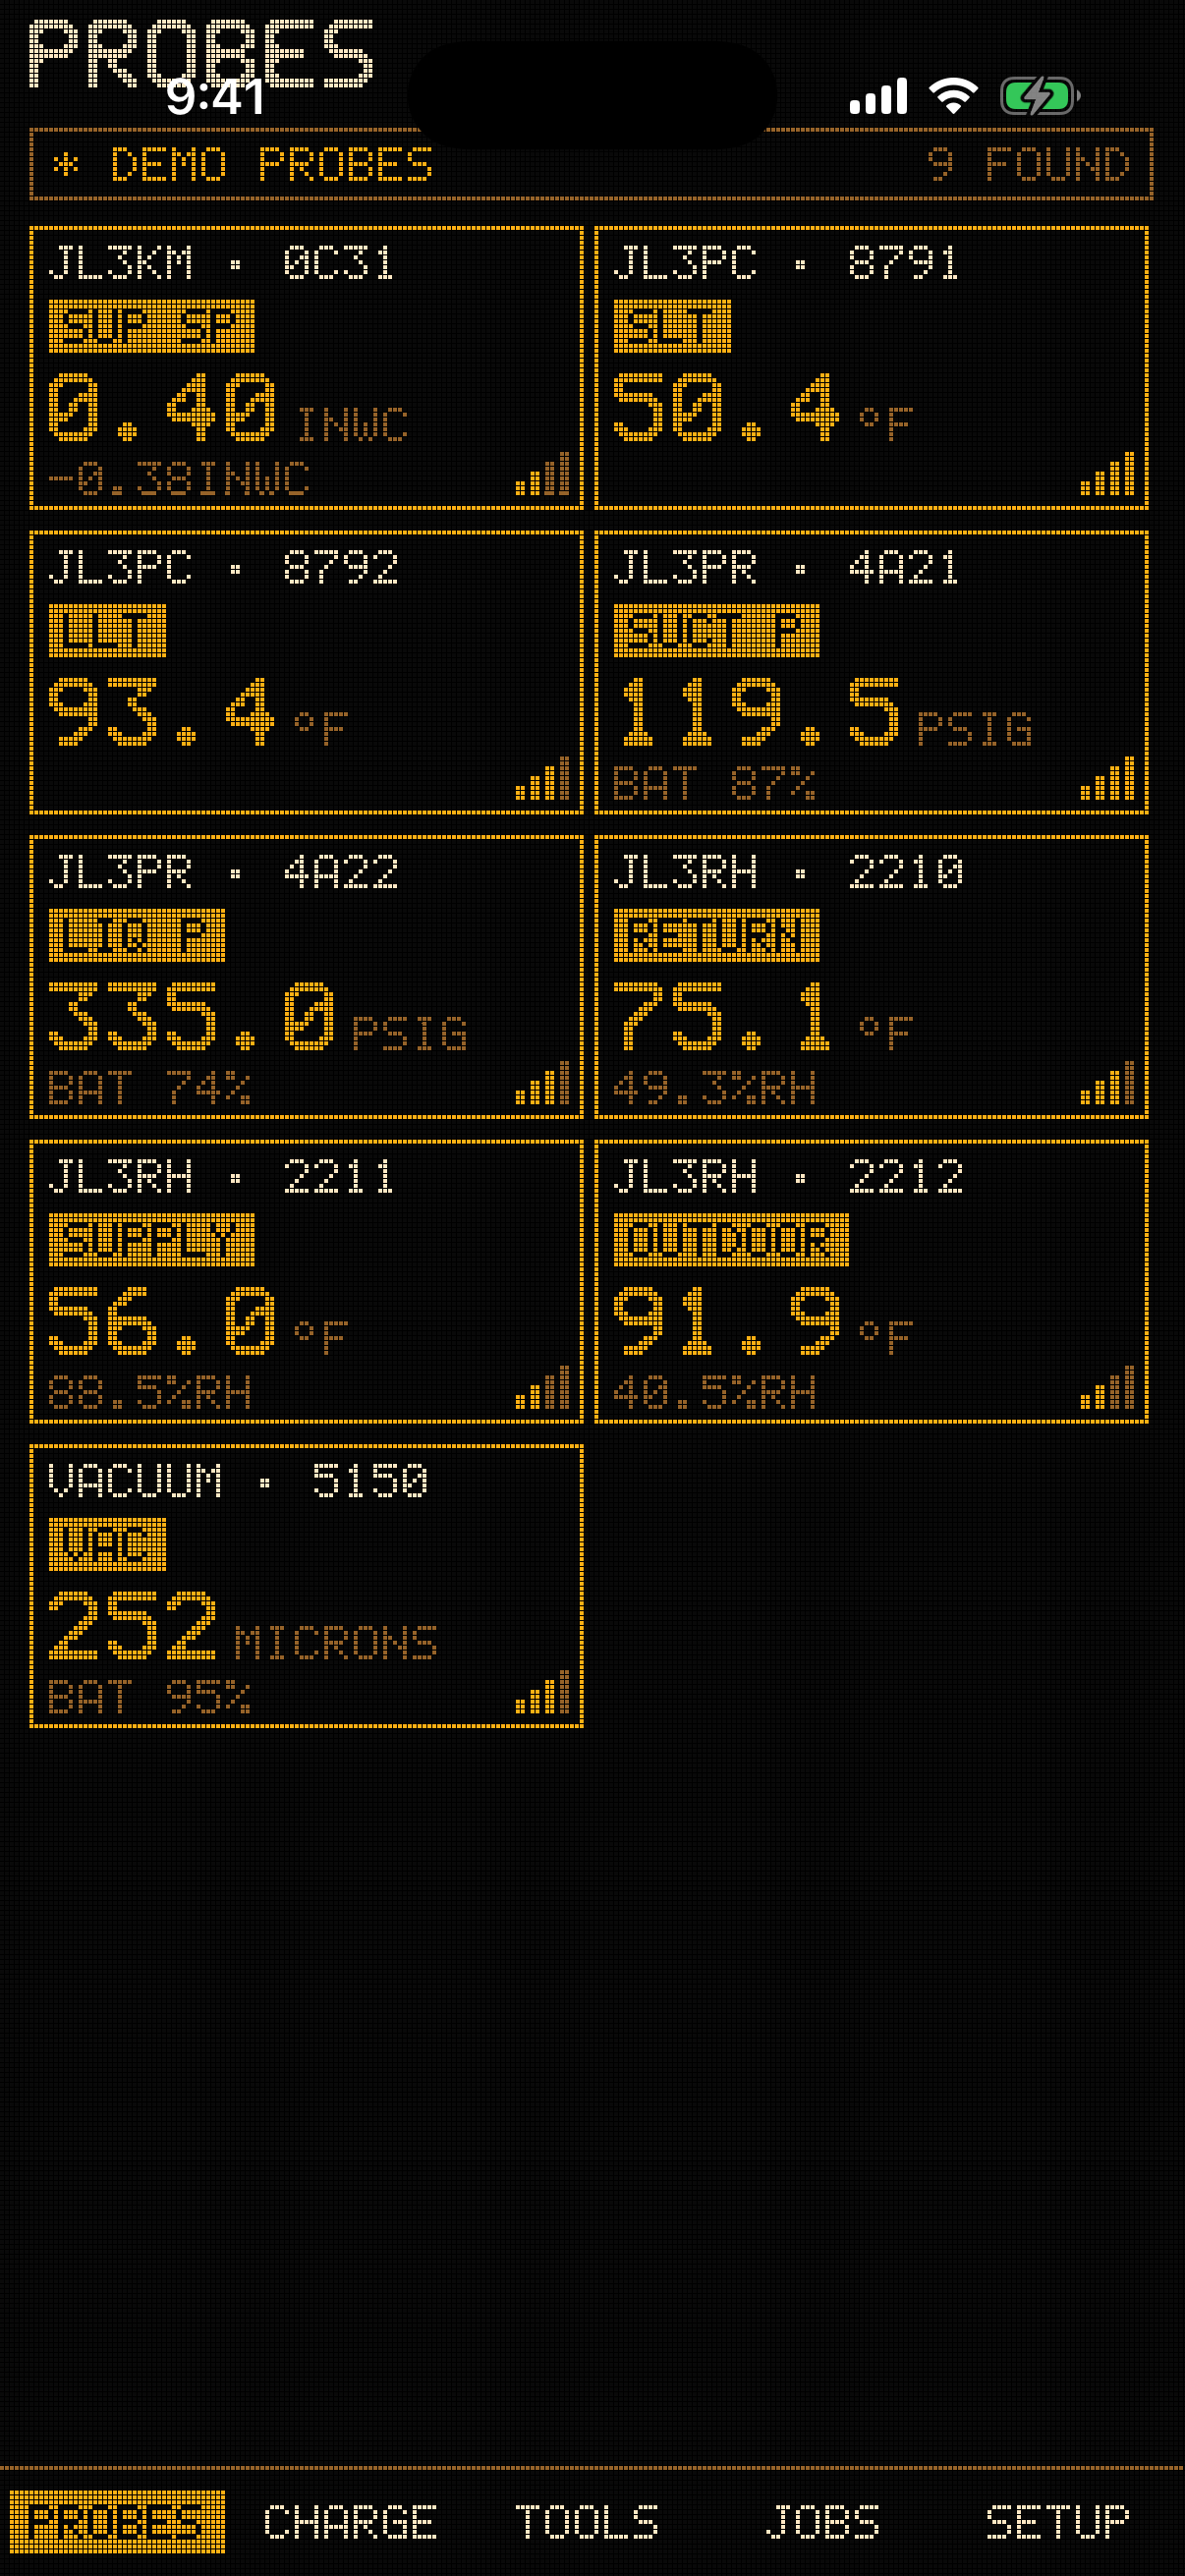 PROBES
9:41
* DEMO PROBES 9 FOUND
JL3KM · 0C31
SUP SP
0.40 INWC
-0.38INWC
JL3PC · 8791
SLT
50.4 °F
JL3PC · 8792
LLT
93.4 °F
JL3PR · 4A21
SUCT P
119.5 PSIG
BAT 87%
JL3PR · 4A22
LIQ P
335.0 PSIG
BAT 74%
JL3RH · 2210
RETURN
75.1 °F
49.3%RH
JL3RH · 2211
SUPPLY
56.0 °F
88.5%RH
JL3RH · 2212
OUTDOOR
91.9 °F
40.5%RH
VACUUM · 5150
VAC
252 MICRONS
BAT 95%
PROBES CHARGE TOOLS JOBS SETUP